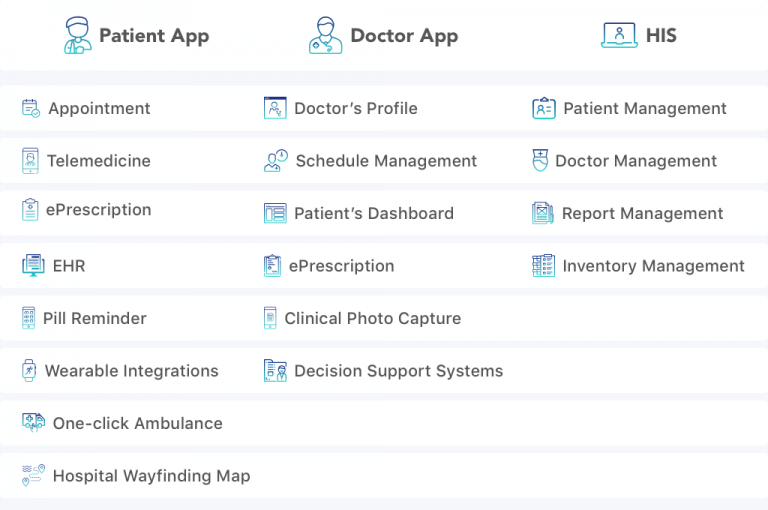 Patient App Doctor App HIS
Appointment Doctor's Profile Patient Management
Telemedicine Schedule Management Doctor Management
ePrescription Patient's Dashboard Report Management
EHR ePrescription Inventory Management
Pill Reminder Clinical Photo Capture
Wearable Integrations Decision Support Systems
One-click Ambulance
Hospital Wayfinding Map